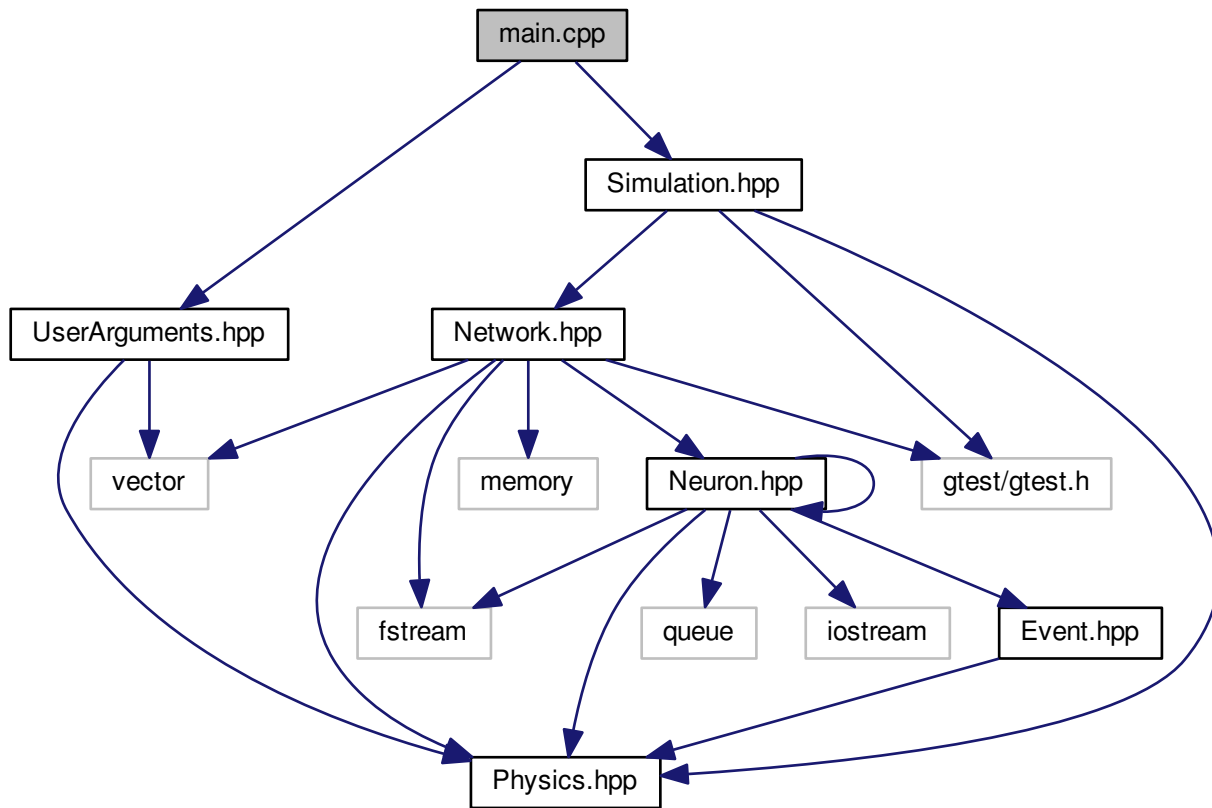 main.cpp
Simulation.hpp
UserArguments.hpp
Network.hpp
vector
memory
Neuron.hpp
gtest/gtest.h
fstream
queue
iostream
Event.hpp
Physics.hpp